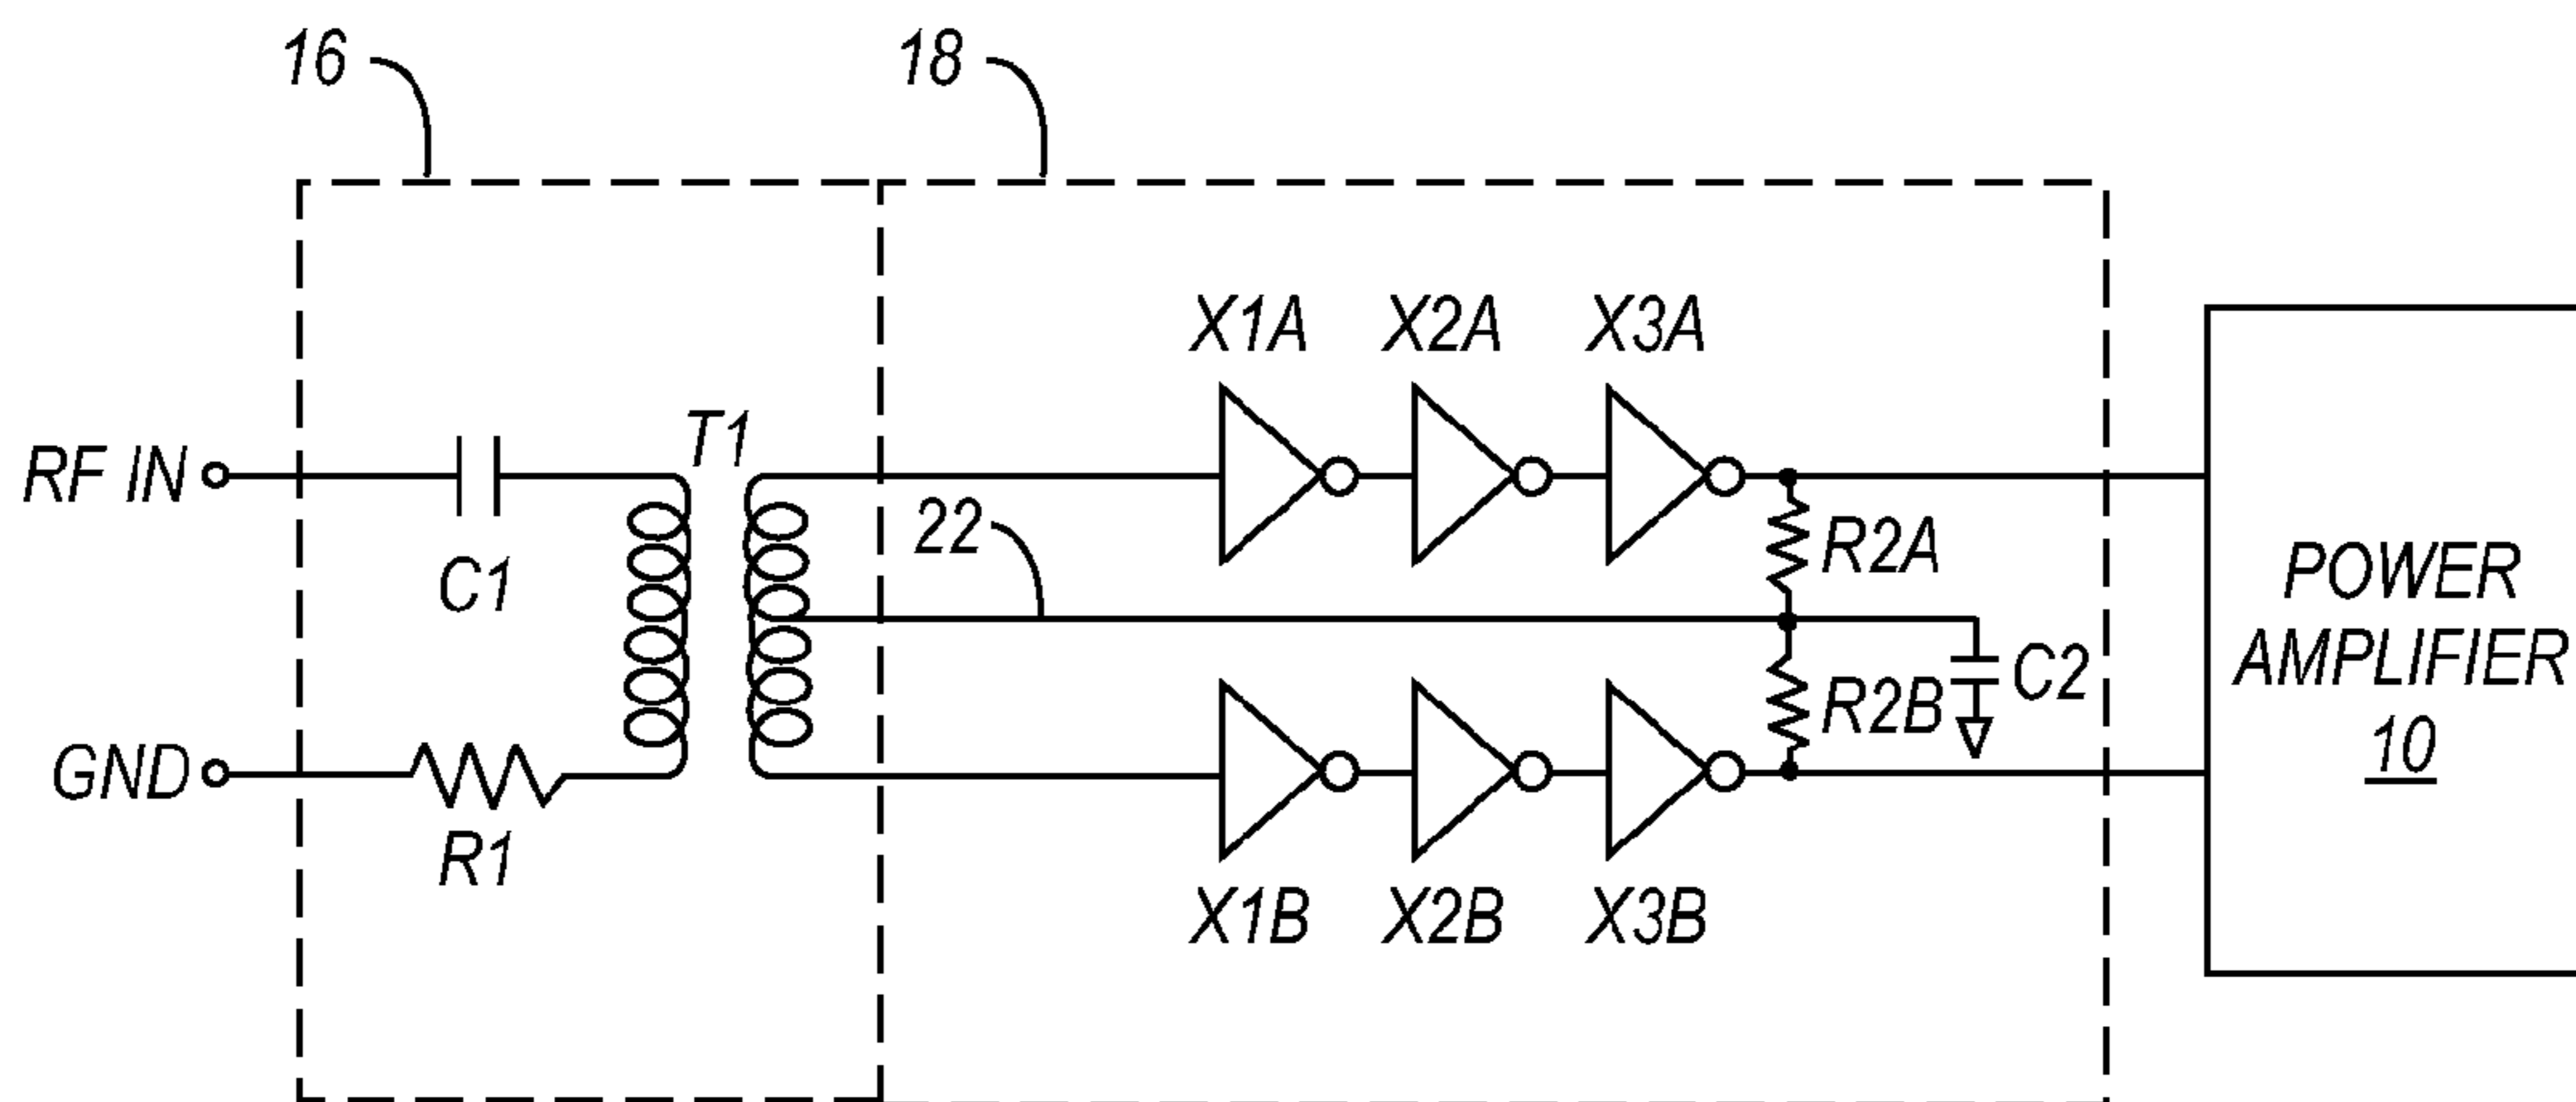 16
18
X1A X2A X3A
T1
RF IN
22
C1
R2A
POWER
AMPLIFIER
10
C2
R2B
GND
R1
X1B X2B X3B